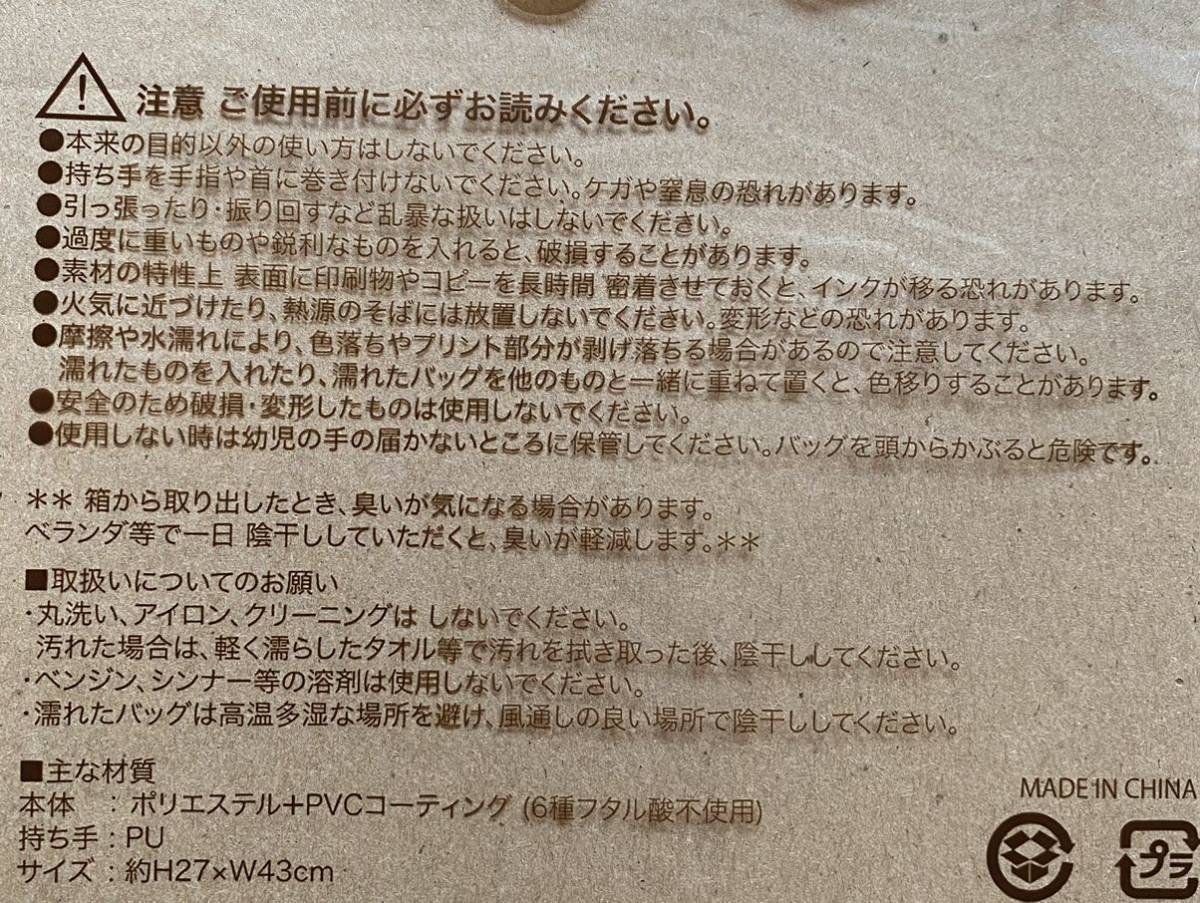 注意 ご使用前に必ずお読みください。
●本来の目的以外の使い方はしないでください。
●持ち手を手指や首に巻き付けないでください。ケガや窒息の恐れがあります。
●引っ張ったり・振り回すなど乱暴な扱いはしないでください。
●過度に重いものや鋭利なものを入れると、破損することがあります。
●素材の特性上 表面に印刷物やコピーを長時間 密着させておくと、インクが移る恐れがあります。
●火気に近づけたり、熱源のそばには放置しないでください。変形などの恐れがあります。
●摩擦や水濡れにより、色落ちやプリント部分が剥げ落ちる場合があるので注意してください。
濡れたものを入れたり、濡れたバッグを他のものと一緒に重ねて置くと、色移りすることがあります。
●安全のため破損・変形したものは使用しないでください。
●使用しない時は幼児の手の届かないところに保管してください。バッグを頭からかぶると危険です。
＊＊ 箱から取り出したとき、臭いが気になる場合があります。
ベランダ等で一日 陰干ししていただくと、臭いが軽減します。＊＊
■取扱いについてのお願い
・丸洗い、アイロン、クリーニングは しないでください。
汚れた場合は、軽く濡らしたタオル等で汚れを拭き取った後、陰干ししてください。
・ベンジン、シンナー等の溶剤は使用しないでください。
・濡れたバッグは高温多湿な場所を避け、風通しの良い場所で陰干ししてください。
■主な材質
本体 : ポリエステル+PVCコーティング (6種フタル酸不使用)
持ち手 : PU
サイズ : 約H27×W43cm
MADE IN CHINA
プラ